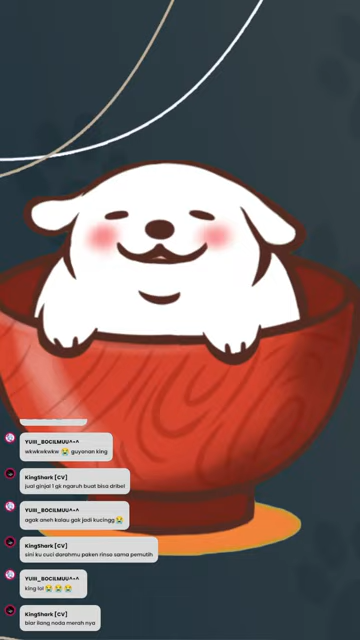 YUIII_BOCILMUU^-^
wkwkwkwkw 😭 guyonan king
KingShark [CV]
jual ginjal 1 gk ngaruh buat bisa dribel
YUIII_BOCILMUU^-^
agak aneh kalau gak jadi kucingg😭
KingShark [CV]
sini ku cuci darahmu paken rinso sama pemutih
YUIII_BOCILMUU^-^
king lol 😭😭😭
KingShark [CV]
biar ilang noda merah nya